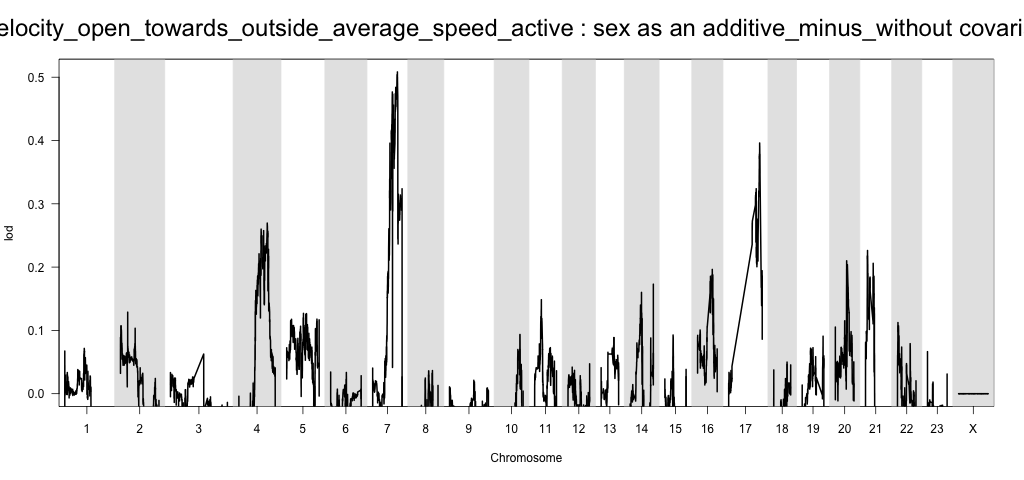 elocity_open_towards_outside_average_speed_active : sex as an additive_minus_without covari
0.5
0.4
0.3
0.2
0.1
0.0
lod
1 2 3 4 5 6 7 8 9 10 11 12 13 14 15 16 17 18 19 20 21 22 23 X
Chromosome